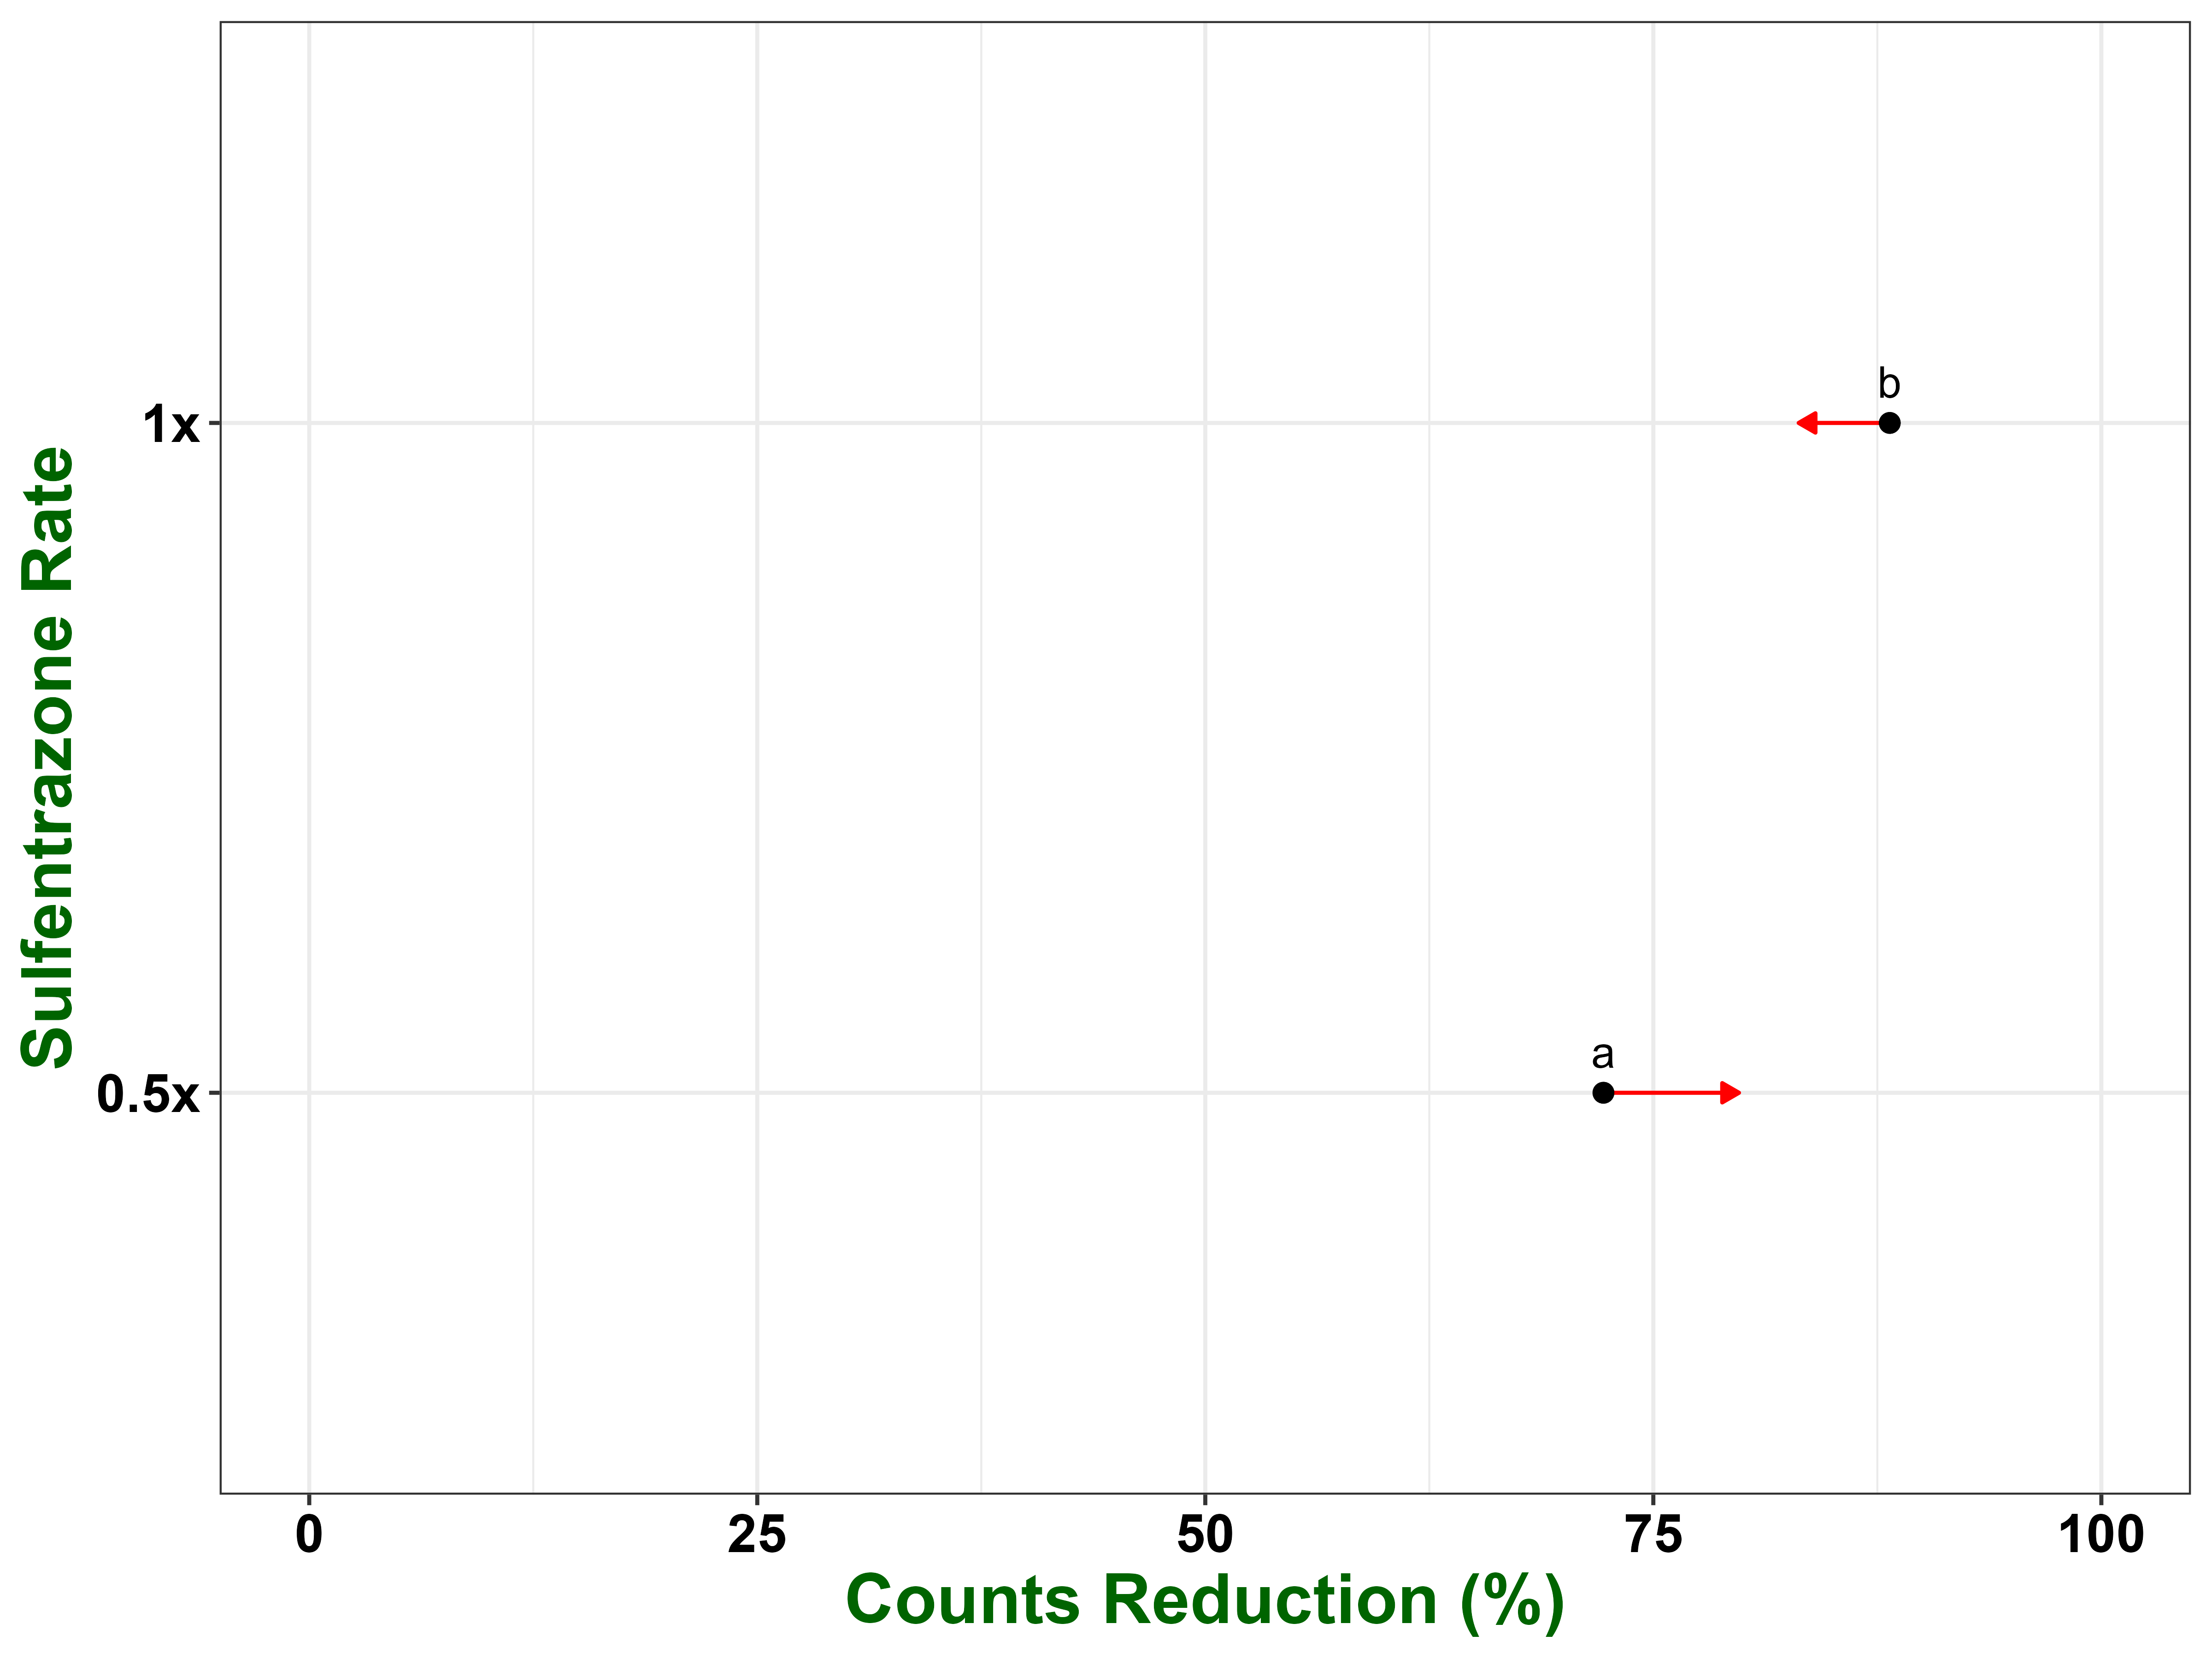 Sulfentrazone Rate
1x
b
0.5x
a
0 25 50 75 100
Counts Reduction (%)